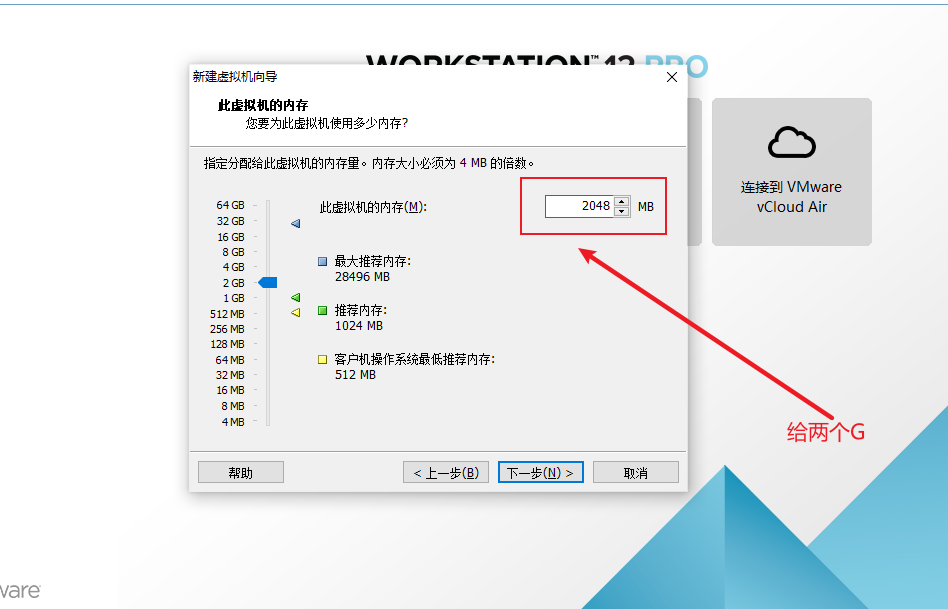 WORKSTATION™ 12 PRO
新建虚拟机向导
此虚拟机的内存
您要为此虚拟机使用多少内存?
指定分配给此虚拟机的内存量。内存大小必须为 4 MB 的倍数。
此虚拟机的内存(M):
2048 MB
64 GB
32 GB
16 GB
8 GB
4 GB
2 GB
1 GB
512 MB
256 MB
128 MB
64 MB
32 MB
16 MB
8 MB
4 MB
最大推荐内存:
28496 MB
推荐内存:
1024 MB
客户机操作系统最低推荐内存:
512 MB
帮助
< 上一步(B)
下一步(N) >
取消
连接到 VMware
vCloud Air
给两个G
ware